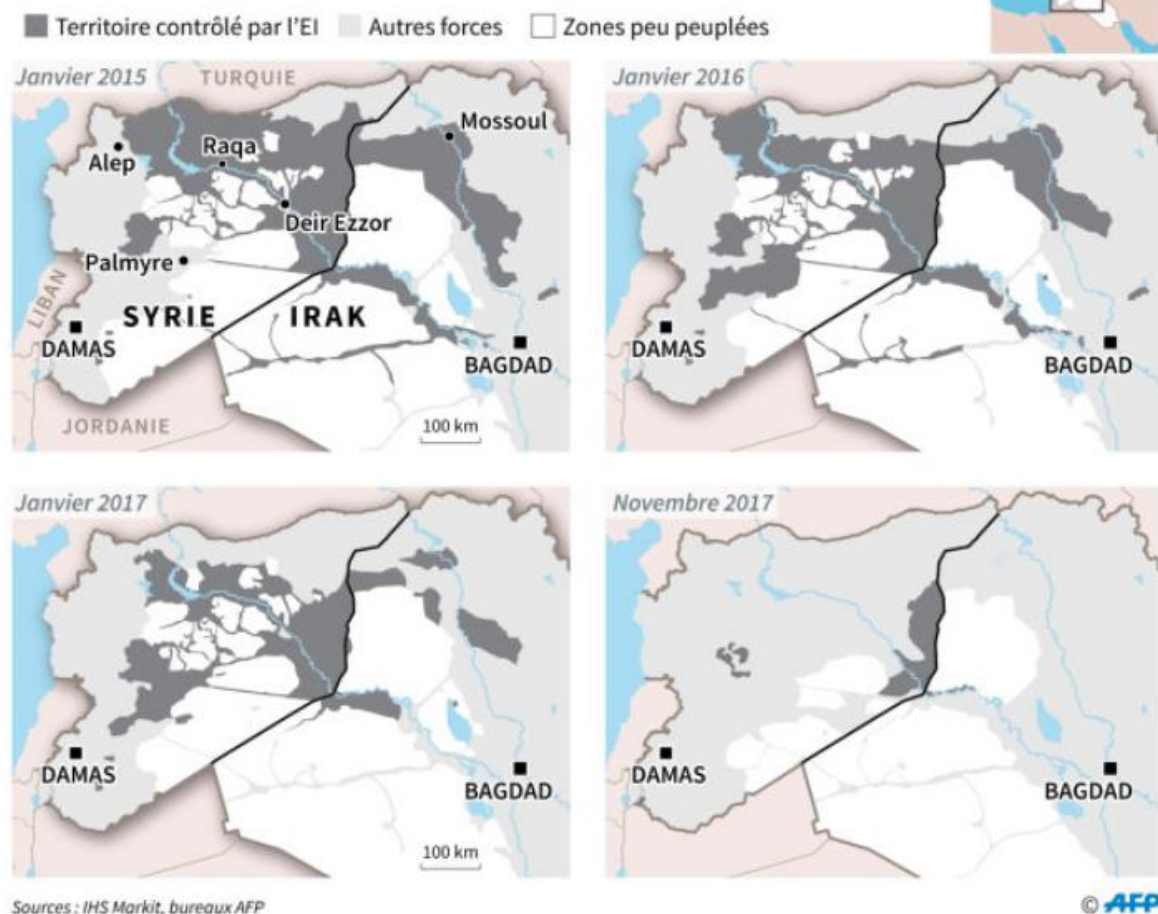 Territoire contrôlé par l'EI Autres forces Zones peu peuplées
Janvier 2015
TURQUIE
Mossoul
Raqa
Alep
Deir Ezzor
Palmyre
LIBAN
SYRIE IRAK
DAMAS
BAGDAD
JORDANIE
100 km
Janvier 2016
DAMAS
BAGDAD
Janvier 2017
DAMAS
BAGDAD
100 km
Novembre 2017
DAMAS
BAGDAD
Sources : IHS Markit, bureaux AFP
© AFP